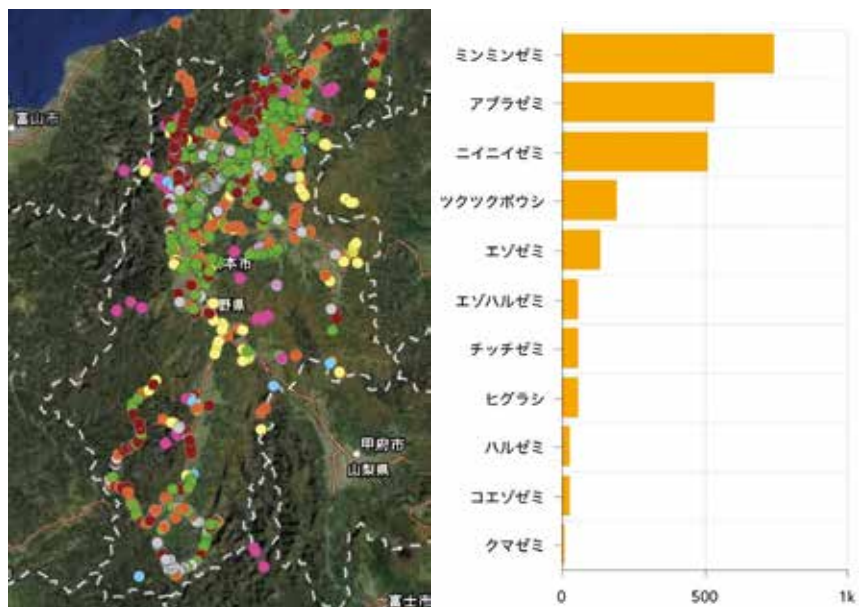 富山市
本市
野県
甲府市
山梨県
富士市
ミンミンゼミ
アブラゼミ
ニイニイゼミ
ツクツクボウシ
エゾゼミ
エゾハルゼミ
チッチゼミ
ヒグラシ
ハルゼミ
コエゾゼミ
クマゼミ
0 500 1k